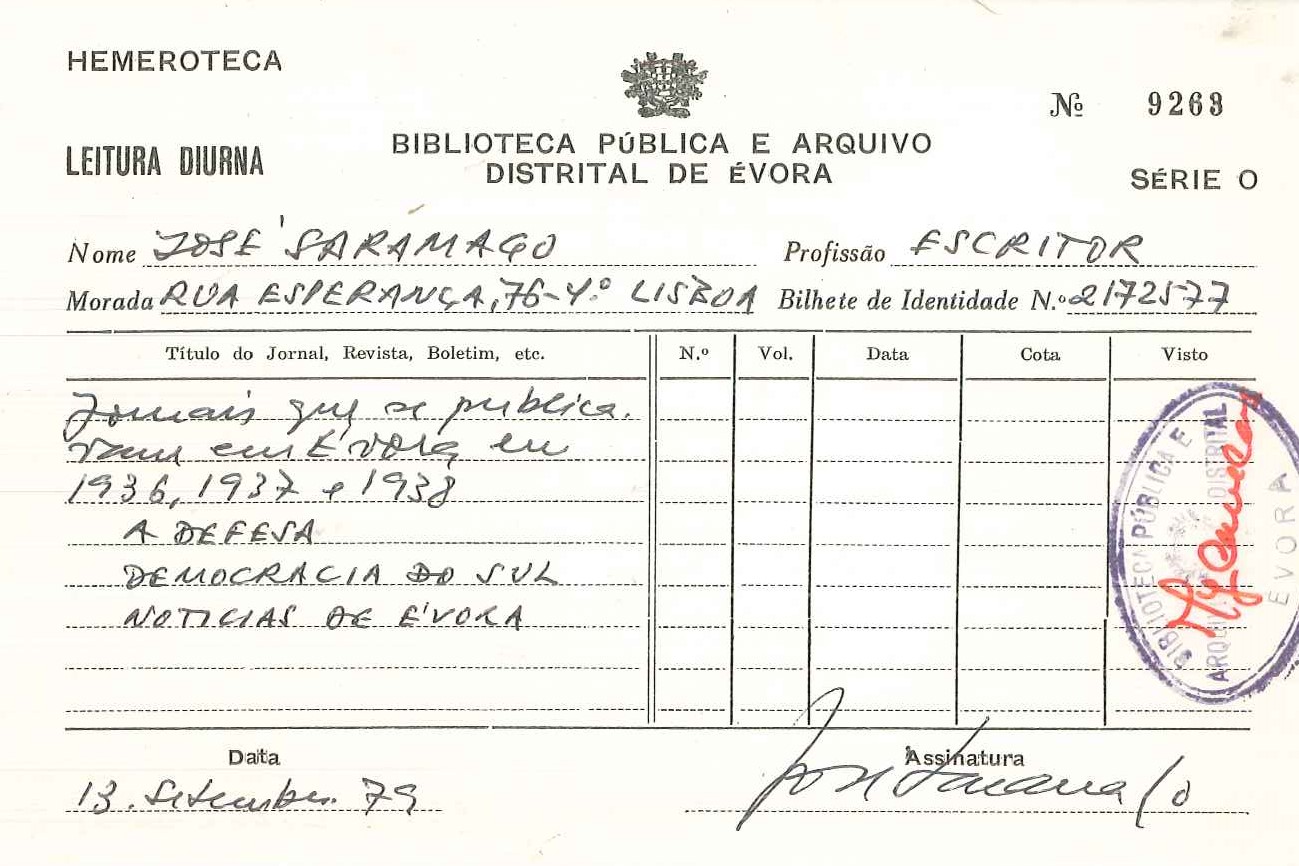 HEMEROTECA
Nº 9263
LEITURA DIURNA
BIBLIOTECA PÚBLICA E ARQUIVO
DISTRITAL DE ÉVORA
SÉRIE O
Nome JOSÉ SARAMAGO Profissão ESCRITOR
Morada RUA ESPERANÇA, 76-4.º LISBOA Bilhete de Identidade N.º 2172577
Título do Jornal, Revista, Boletim, etc. N.º Vol. Data Cota Visto
Jornais que se publica-
vam em Évora em
1936, 1937 e 1938
A DEFESA
DEMOCRACIA DO SUL
NOTICIAS DE ÉVORA
BIBLIOTECA PÚBLICA E
ARQUIVO DISTRITAL
ÉVORA
Data Assinatura
13. Setembro. 79 José Saramago